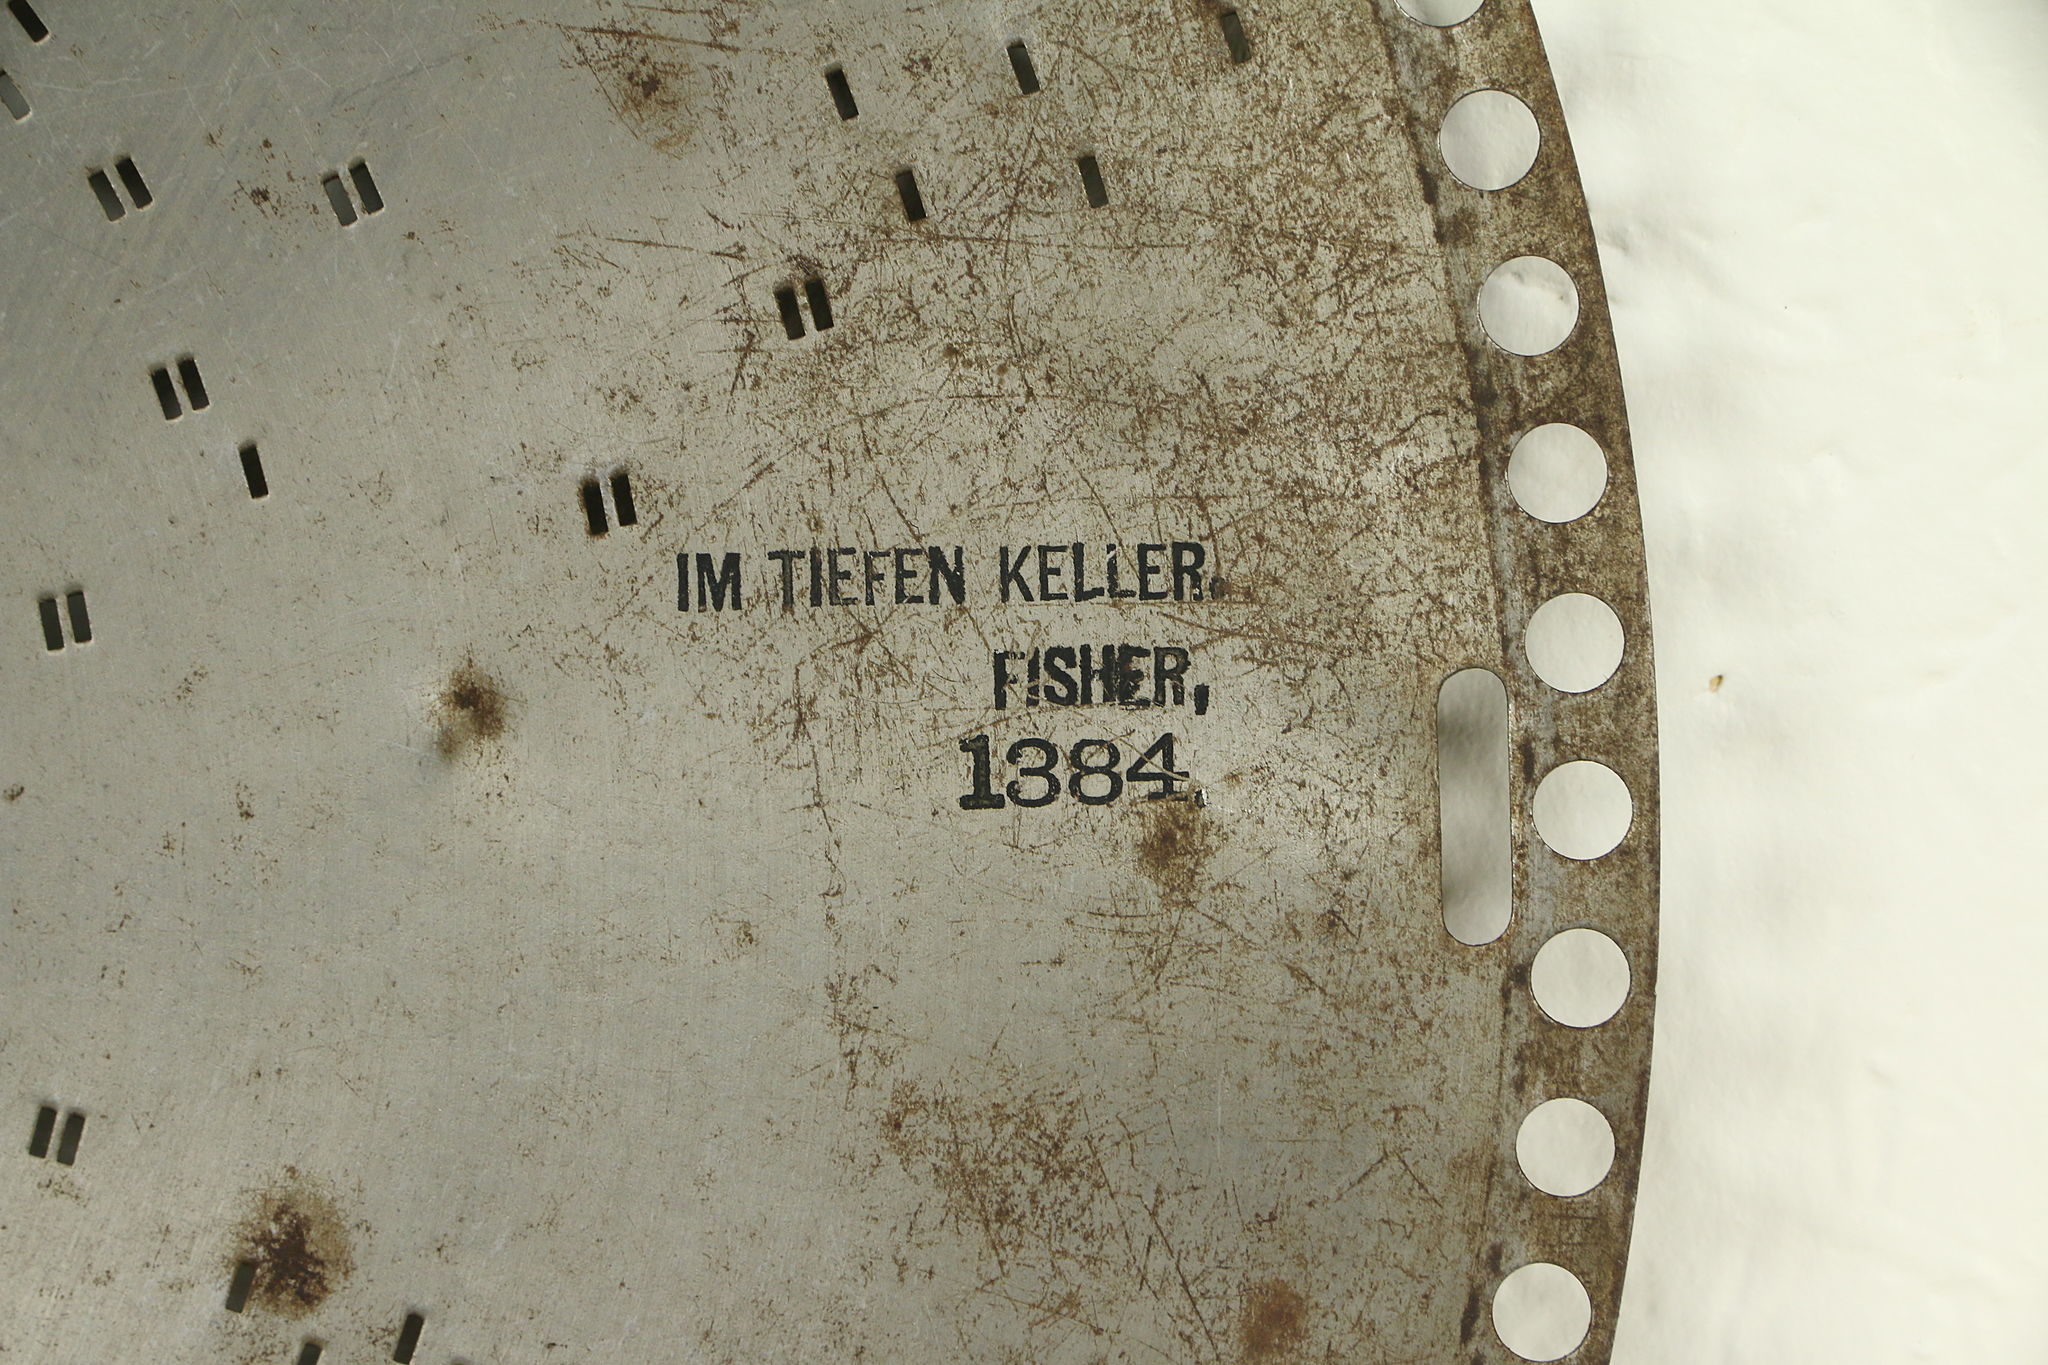 IM TIEFEN KELLER.
FISHER,
1384.